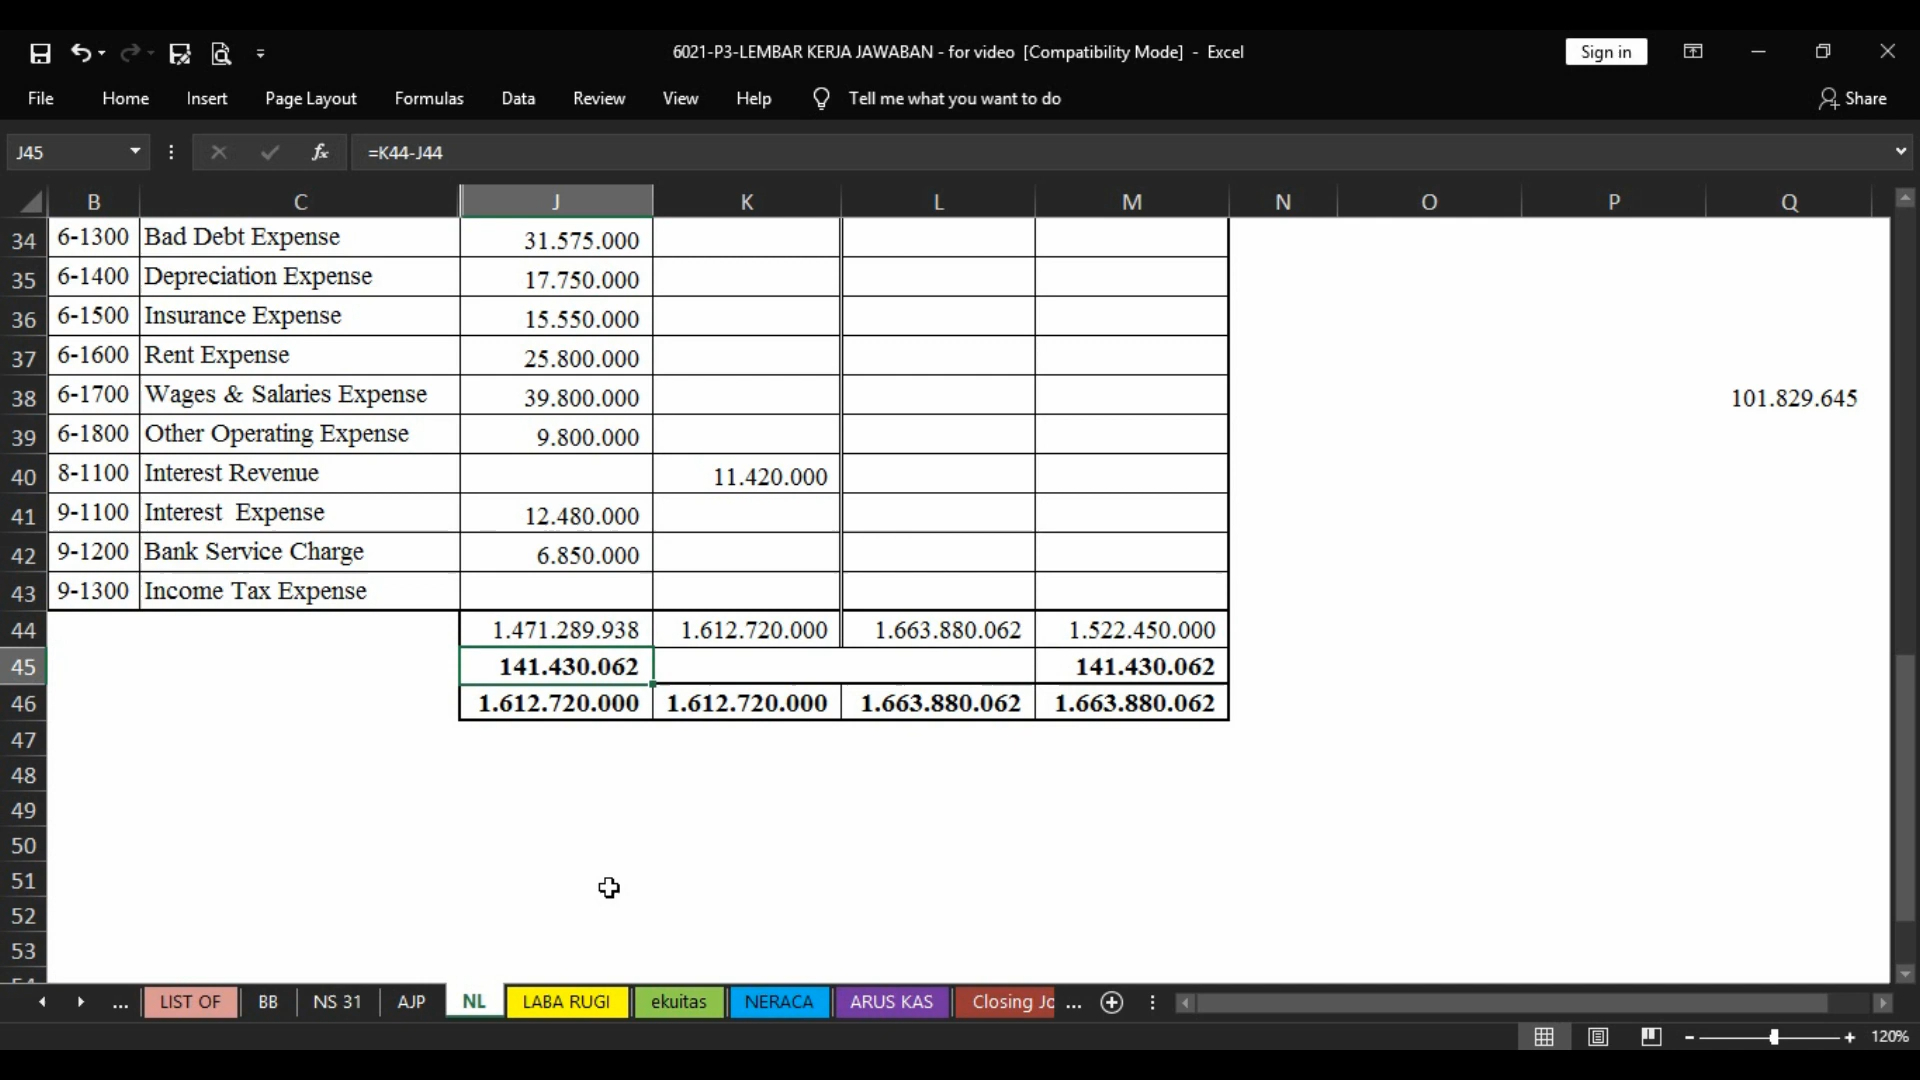 6021-P3-LEMBAR KERJA JAWABAN - for video [Compatibility Mode] - Excel
Sign in
File Home Insert Page Layout Formulas Data Review View Help Tell me what you want to do Share
J45 fx =K44-J44
B C J K L M N O P Q
34 6-1300 Bad Debt Expense 31.575.000
35 6-1400 Depreciation Expense 17.750.000
36 6-1500 Insurance Expense 15.550.000
37 6-1600 Rent Expense 25.800.000
38 6-1700 Wages & Salaries Expense 39.800.000 101.829.645
39 6-1800 Other Operating Expense 9.800.000
40 8-1100 Interest Revenue 11.420.000
41 9-1100 Interest Expense 12.480.000
42 9-1200 Bank Service Charge 6.850.000
43 9-1300 Income Tax Expense
44 1.471.289.938 1.612.720.000 1.663.880.062 1.522.450.000
45 141.430.062 141.430.062
46 1.612.720.000 1.612.720.000 1.663.880.062 1.663.880.062
47
48
49
50
51
52
53
... LIST OF BB NS 31 AJP NL LABA RUGI ekuitas NERACA ARUS KAS Closing Jo ...
120%